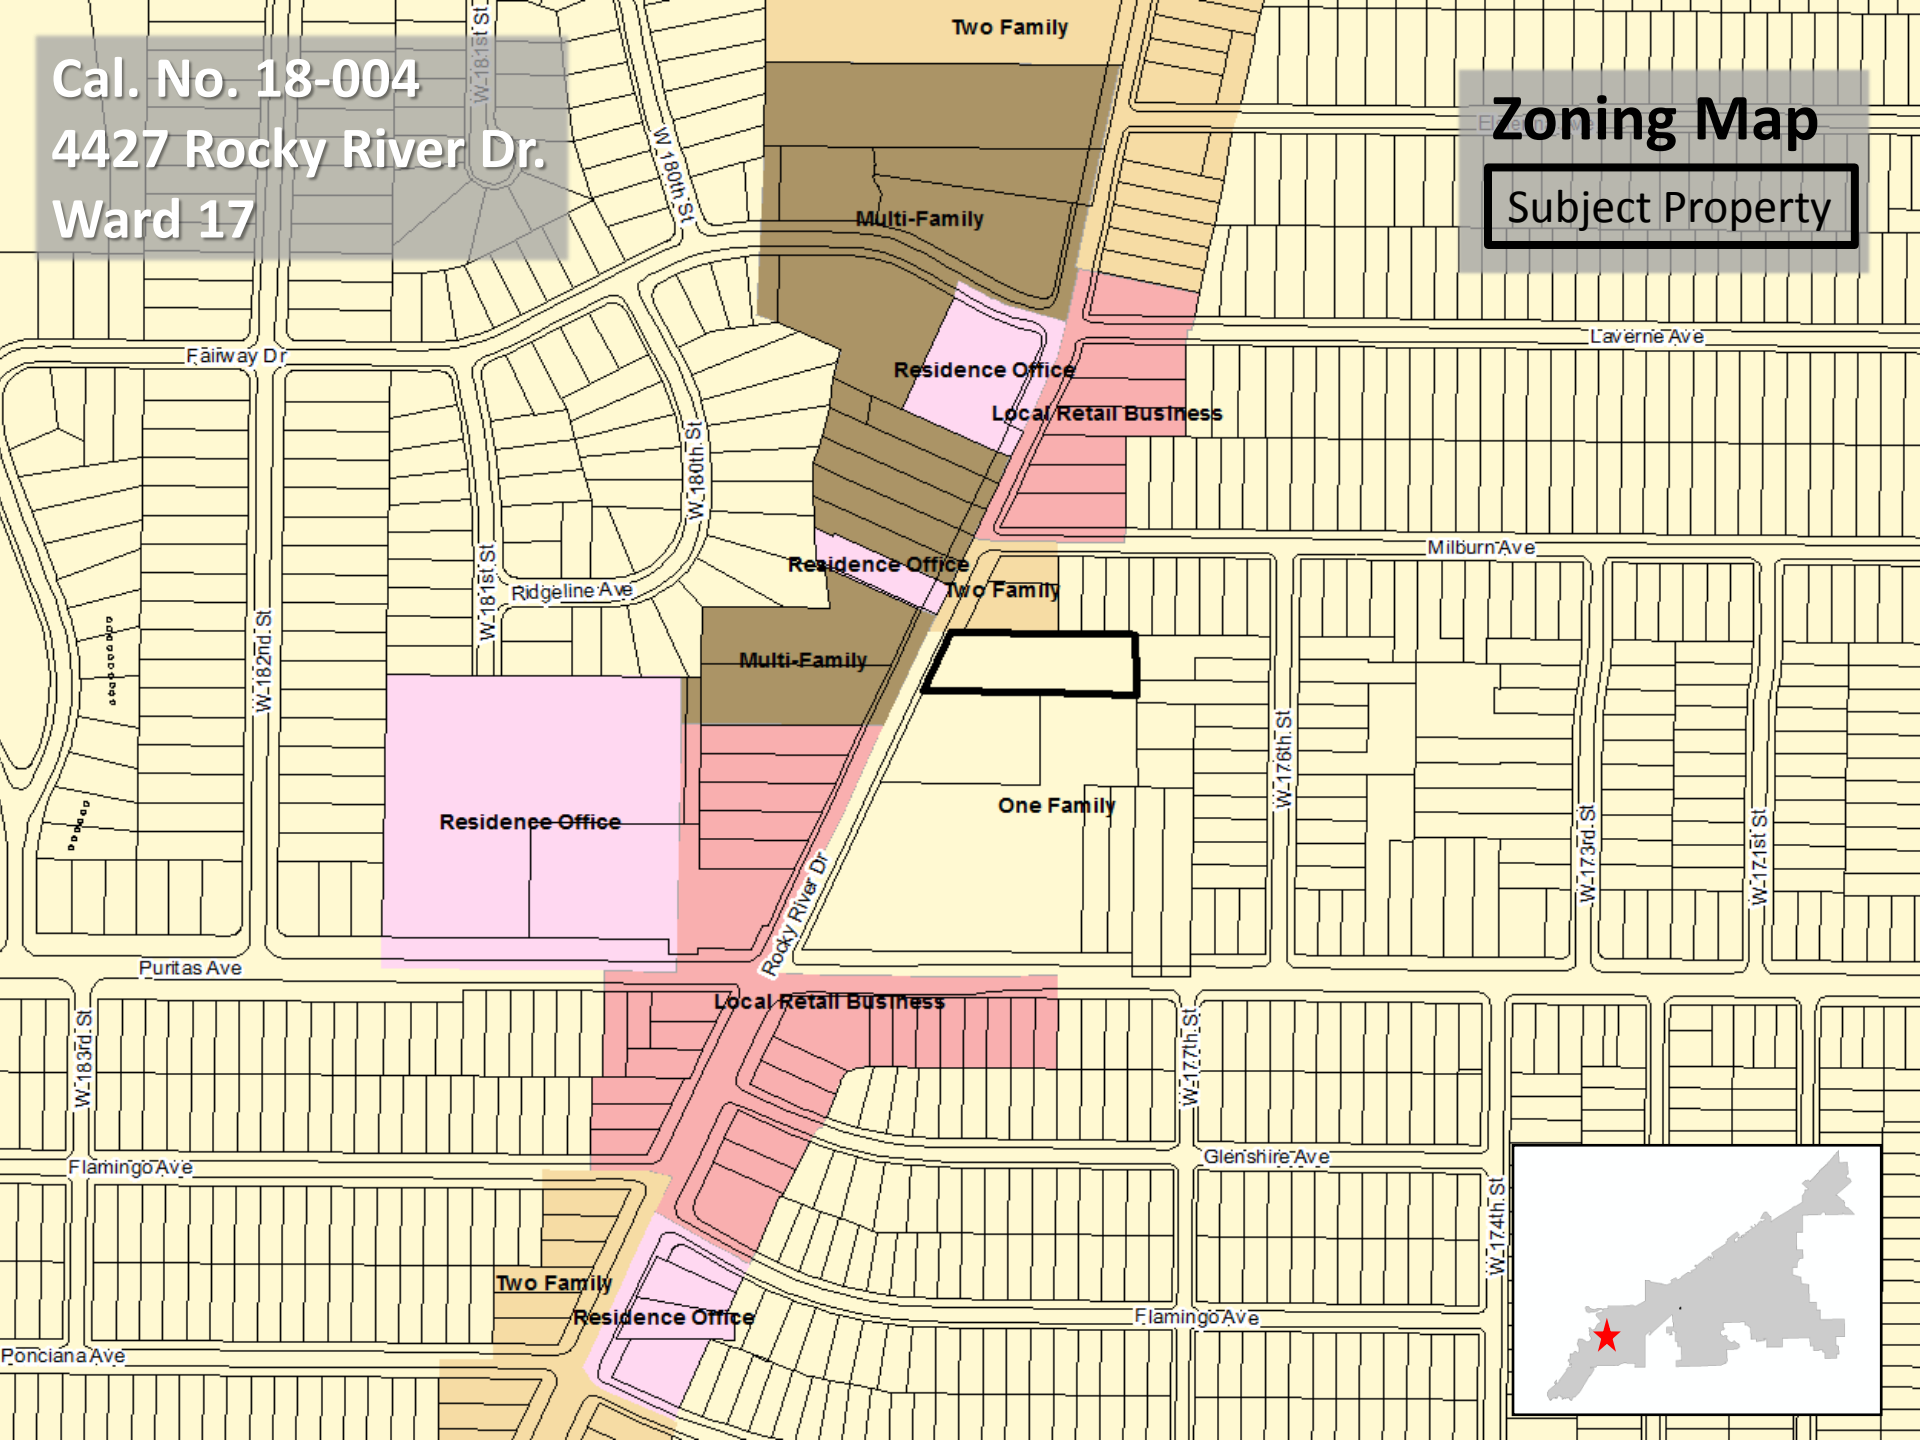 Two Family
W 181st St
Cal. No. 18-004
4427 Rocky River Dr.
Ward 17
Zoning Map
Subject Property
W 180th St
Multi-Family
Fairway Dr
Laverne Ave
Residence Office
Local Retail Business
W 180th St
Milburn Ave
Residence Office
Two Family
W 181st St
Ridgeline Ave
W 182nd St
Multi-Family
W 176th St
One Family
Residence Office
W 173rd St
W 171st St
Rocky River Dr
Puritas Ave
Local Retail Business
W 183rd St
W 177th St
Flamingo Ave
Glenshire Ave
W 174th St
Two Family
Residence Office
Flamingo Ave
Ponciana Ave